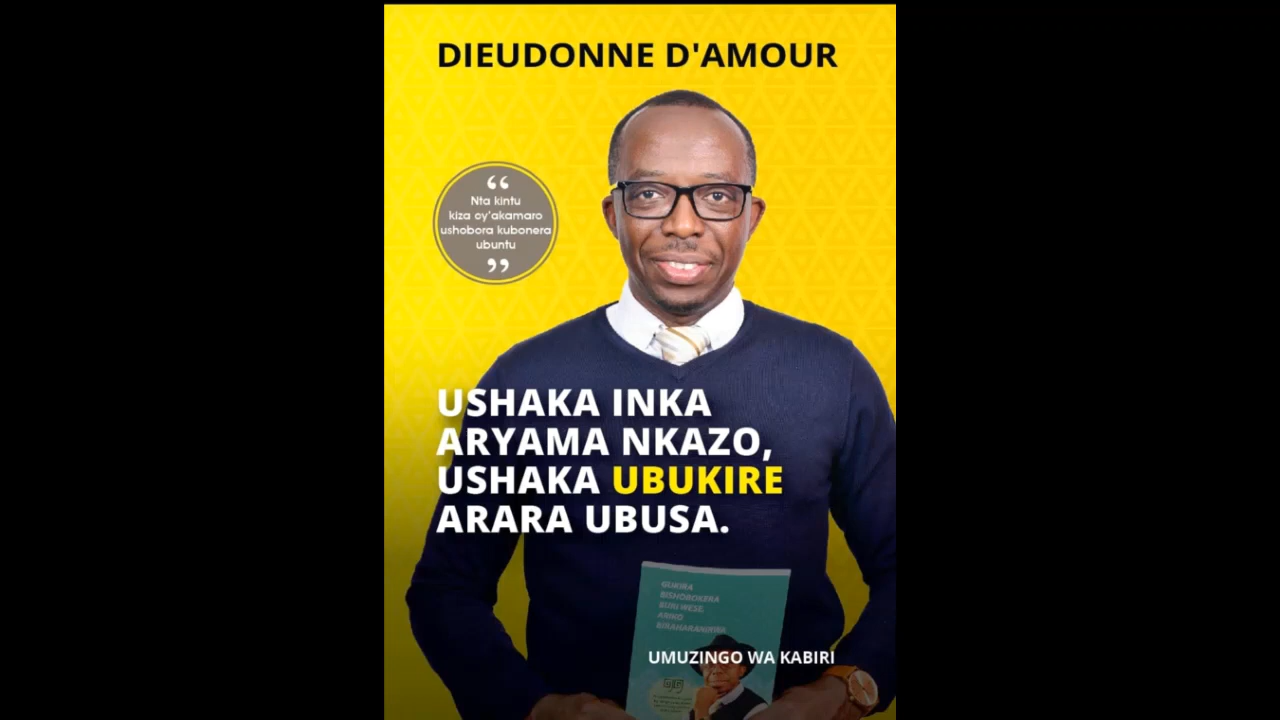 DIEUDONNE D'AMOUR
“
Nta kintu
kiza cy'akamaro
ushobora kubonera
ubuntu
”
USHAKA INKA
ARYAMA NKAZO,
USHAKA UBUKIRE
ARARA UBUSA.
GUKIRA
BISHOBOKERA
BURI WESE,
ARIKO
BIRAHARANIRWA
UMUZINGO WA KABIRI